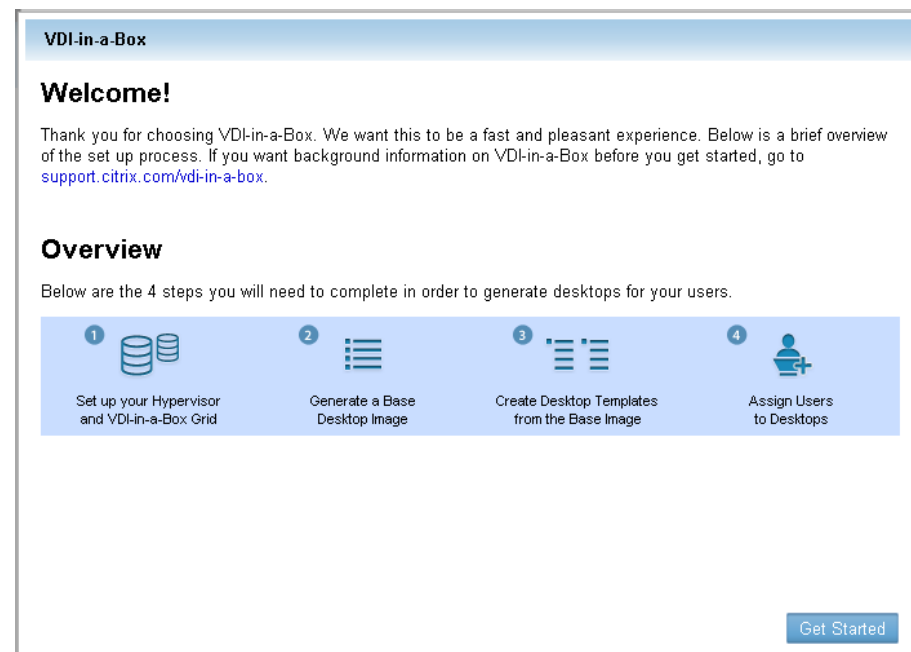 VDI-in-a-Box
Welcome!
Thank you for choosing VDI-in-a-Box. We want this to be a fast and pleasant experience. Below is a brief overview
of the set up process. If you want background information on VDI-in-a-Box before you get started, go to
support.citrix.com/vdi-in-a-box.
Overview
Below are the 4 steps you will need to complete in order to generate desktops for your users.
1
Set up your Hypervisor
and VDI-in-a-Box Grid
2
Generate a Base
Desktop Image
3
Create Desktop Templates
from the Base Image
4
Assign Users
to Desktops
Get Started